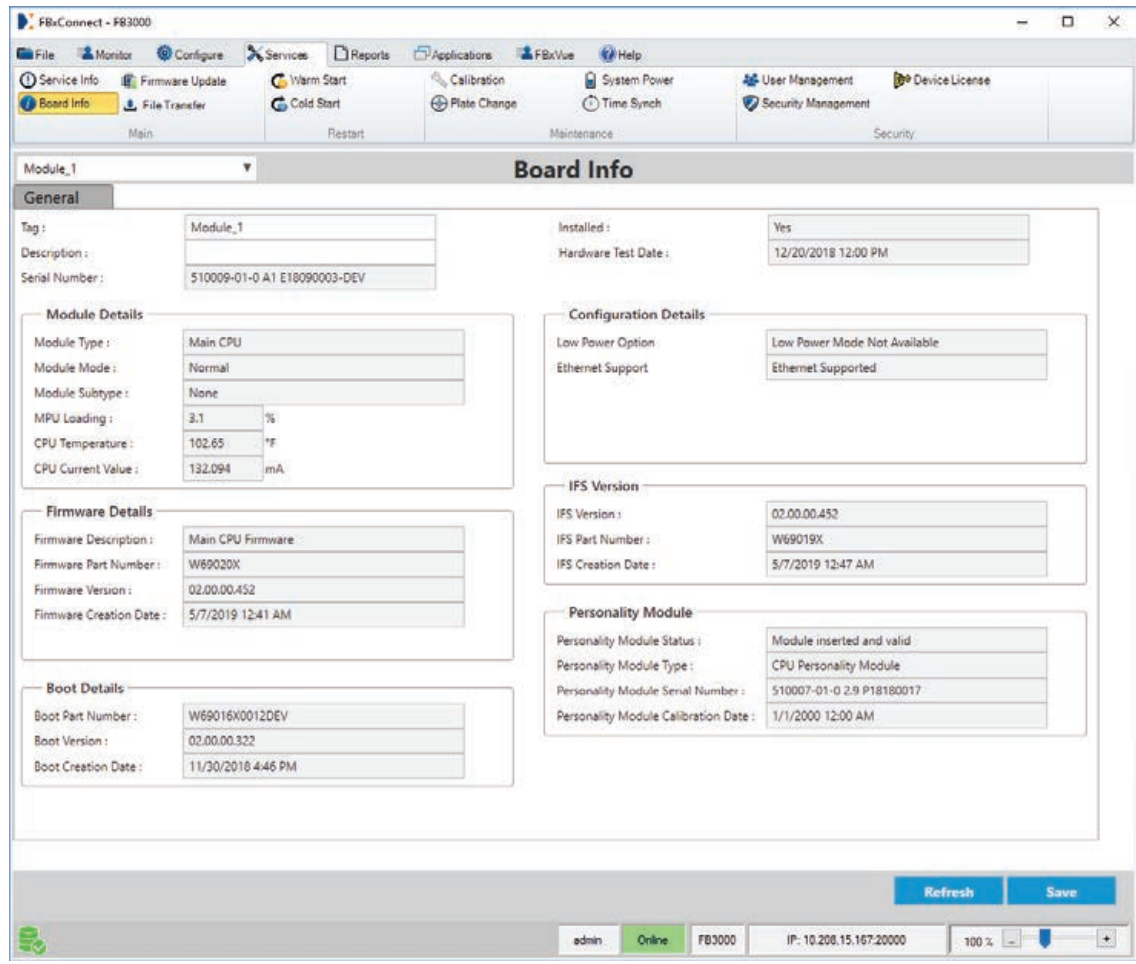 FBxConnect - FB3000
File Monitor Configure Services Reports Applications FBxVue Help
Service Info Firmware Update Warm Start Calibration System Power User Management Device License
Board Info File Transfer Cold Start Plate Change Time Synch Security Management
Main Restart Maintenance Security
Module_1 Board Info
General
Tag : Module_1 Installed : Yes
Description : Hardware Test Date : 12/20/2018 12:00 PM
Serial Number : 510009-01-0 A1 E18090003-DEV
Module Details
Module Type : Main CPU
Module Mode : Normal
Module Subtype : None
MPU Loading : 3.1 %
CPU Temperature : 102.65 °F
CPU Current Value : 132.094 mA
Configuration Details
Low Power Option Low Power Mode Not Available
Ethernet Support Ethernet Supported
Firmware Details
Firmware Description : Main CPU Firmware
Firmware Part Number : W69020X
Firmware Version : 02.00.00.452
Firmware Creation Date : 5/7/2019 12:41 AM
IFS Version
IFS Version : 02.00.00.452
IFS Part Number : W69019X
IFS Creation Date : 5/7/2019 12:47 AM
Boot Details
Boot Part Number : W69016X0012DEV
Boot Version : 02.00.00.322
Boot Creation Date : 11/30/2018 4:46 PM
Personality Module
Personality Module Status : Module inserted and valid
Personality Module Type : CPU Personality Module
Personality Module Serial Number : 510007-01-0 2.9 P18180017
Personality Module Calibration Date : 1/1/2000 12:00 AM
Refresh Save
admin Online FB3000 IP: 10.208.15.167:20000 100 % - +